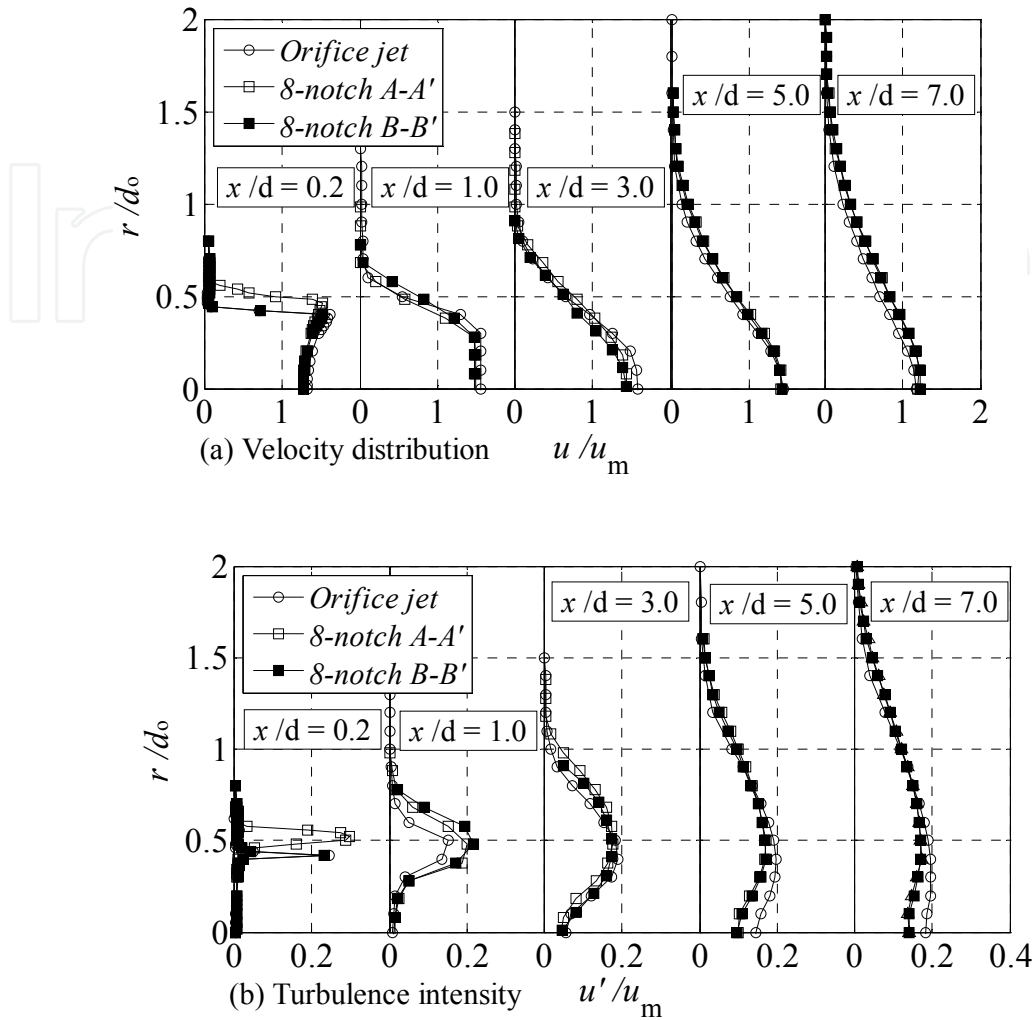 2
Orifice jet
8-notch A-A'
8-notch B-B'
1.5
1
0.5
0
r/dₒ
x/d = 0.2
x/d = 1.0
x/d = 3.0
x/d = 5.0
x/d = 7.0
0 1 0 1 0 1 0 1 0 1 2
(a) Velocity distribution u/uₘ
2
Orifice jet
8-notch A-A'
8-notch B-B'
1.5
1
0.5
0
r/dₒ
x/d = 0.2
x/d = 1.0
x/d = 3.0
x/d = 5.0
x/d = 7.0
0 0.2 0 0.2 0 0.2 0 0.2 0 0.2 0.4
(b) Turbulence intensity u'/uₘ